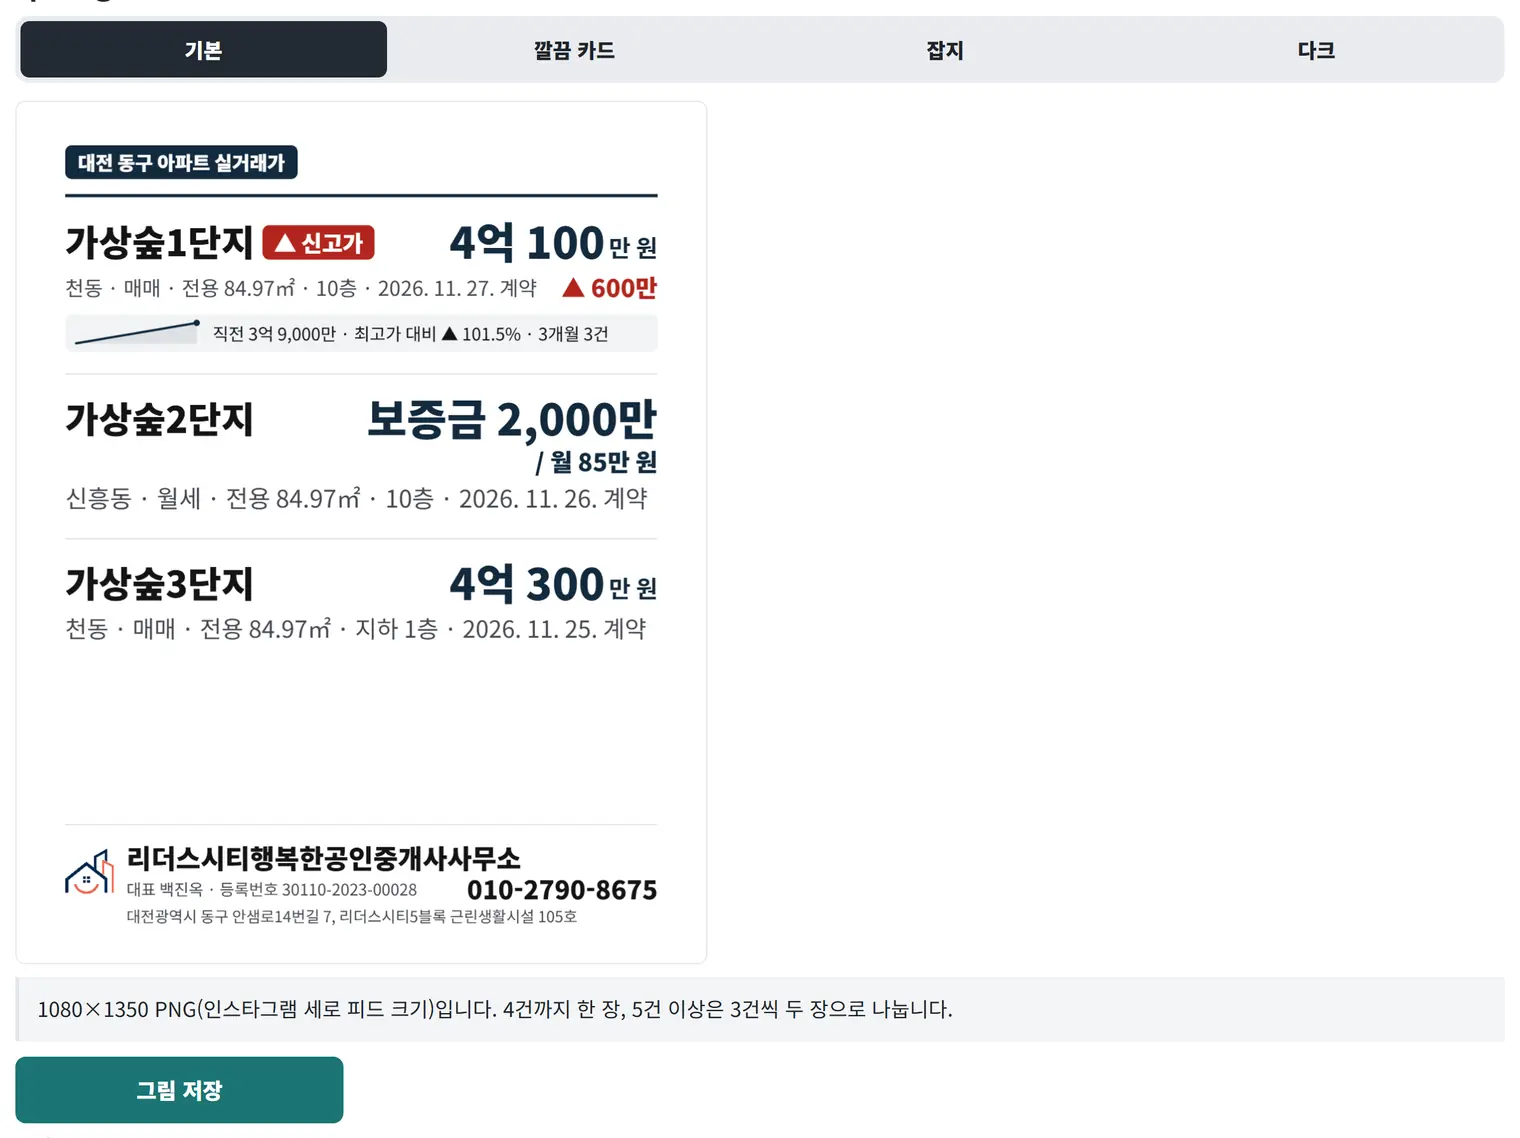 기본
깔끔 카드
잡지
다크
대전 동구 아파트 실거래가
가상숲1단지 ▲ 신고가 4억 100만 원
천동 · 매매 · 전용 84.97㎡ · 10층 · 2026. 11. 27. 계약 ▲ 600만
직전 3억 9,000만 · 최고가 대비 ▲ 101.5% · 3개월 3건
가상숲2단지 보증금 2,000만
/ 월 85만 원
신흥동 · 월세 · 전용 84.97㎡ · 10층 · 2026. 11. 26. 계약
가상숲3단지 4억 300만 원
천동 · 매매 · 전용 84.97㎡ · 지하 1층 · 2026. 11. 25. 계약
리더스시티행복한공인중개사사무소
대표 백진옥 · 등록번호 30110-2023-00028 010-2790-8675
대전광역시 동구 안샘로14번길 7, 리더스시티5블록 근린생활시설 105호
1080×1350 PNG(인스타그램 세로 피드 크기)입니다. 4건까지 한 장, 5건 이상은 3건씩 두 장으로 나눕니다.
그림 저장